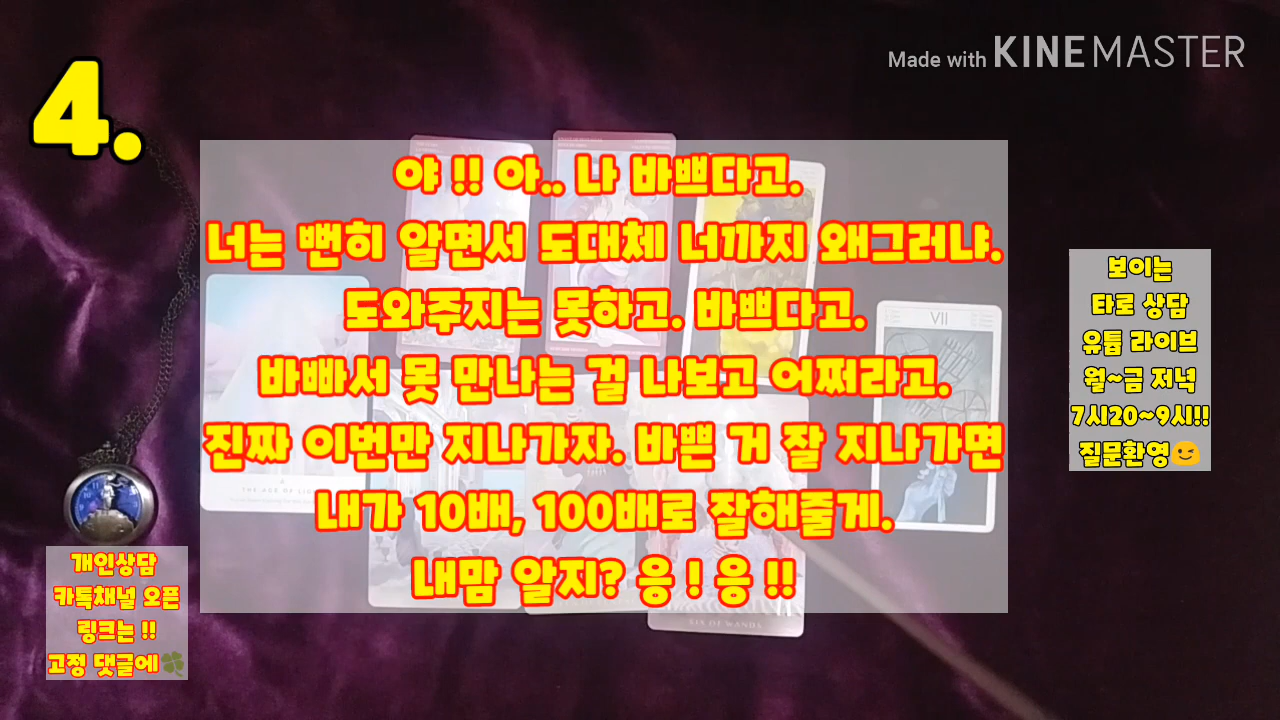 Made with KINEMASTER
4.
야 !! 아.. 나 바쁘다고.
너는 뻔히 알면서 도대체 너까지 왜그러냐.
도와주지는 못하고. 바쁘다고.
바빠서 못 만나는 걸 나보고 어쩌라고.
진짜 이번만 지나가자. 바쁜 거 잘 지나가면
내가 10배, 100배로 잘해줄게.
내맘 알지? 응 ! 응 !!
보이는
타로 상담
유튭 라이브
월~금 저녁
7시20~9시!!
질문환영😉
VII
THE AGE OF LIGHT
SIX OF WANDS
개인상담
카톡채널 오픈
링크는 !!
고정 댓글에🍀